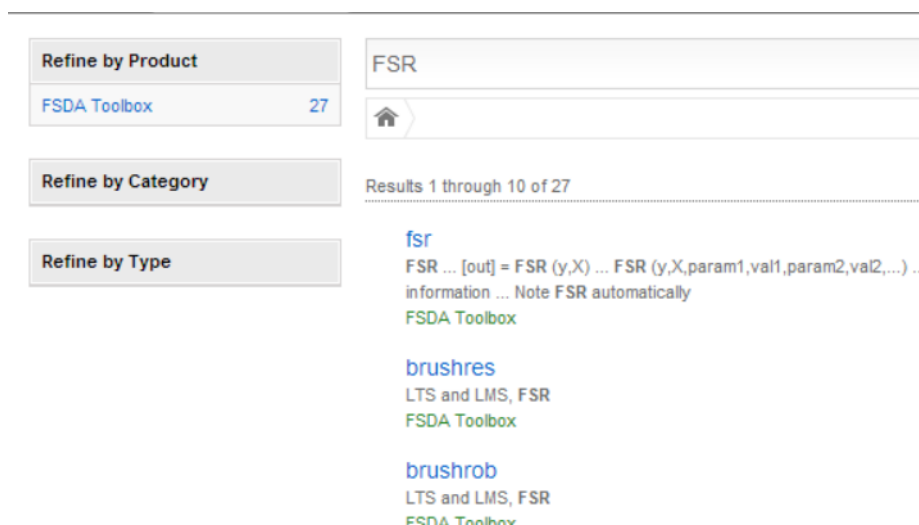 Refine by Product
FSDA Toolbox 27
Refine by Category
Refine by Type
FSR
Results 1 through 10 of 27
fsr
FSR ... [out] = FSR (y,X) ... FSR (y,X,param1,val1,param2,val2,...) ..
information ... Note FSR automatically
FSDA Toolbox
brushres
LTS and LMS, FSR
FSDA Toolbox
brushrob
LTS and LMS, FSR
FSDA Toolbox